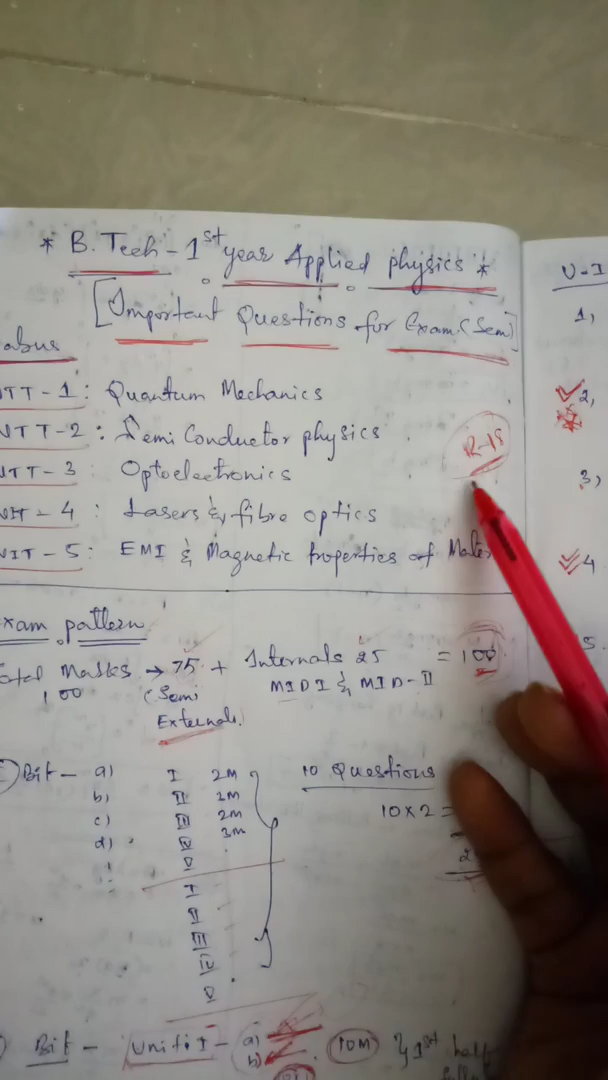 * B. Tech - 1st year Applied physics *
[Important Questions for Exam (Sem)]
abus
NIT - 1 : Quantum Mechanics
NIT - 2 : Semi Conductor physics
R-18
NIT - 3 : Optoelectronics
NIT - 4 : Lasers & fibre optics
NIT - 5 : EMI & Magnetic properties of Mater
xam pattern
otal Marks → 75 + Internals 25 = 100
100 (Semi MID I & MID - II
Externals.
Bit - a) I 2M 10 Questions
b) II 2M 10 x 2 =
c) III 2M 2
d) IV 2M
V
I
II
III
IV
V
Bit - Unit: I - a)
b) 10M 1st half
U - I
1,
2,
3,
4
5.